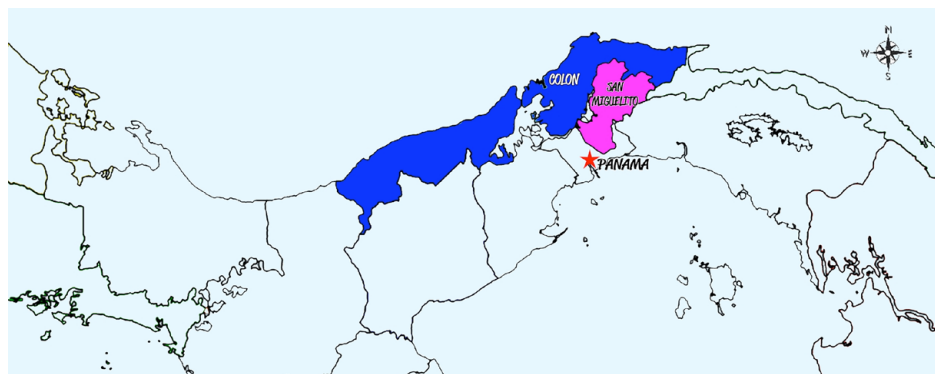 N
W E
S
COLON
SAN
MIGUELITO
PANAMA